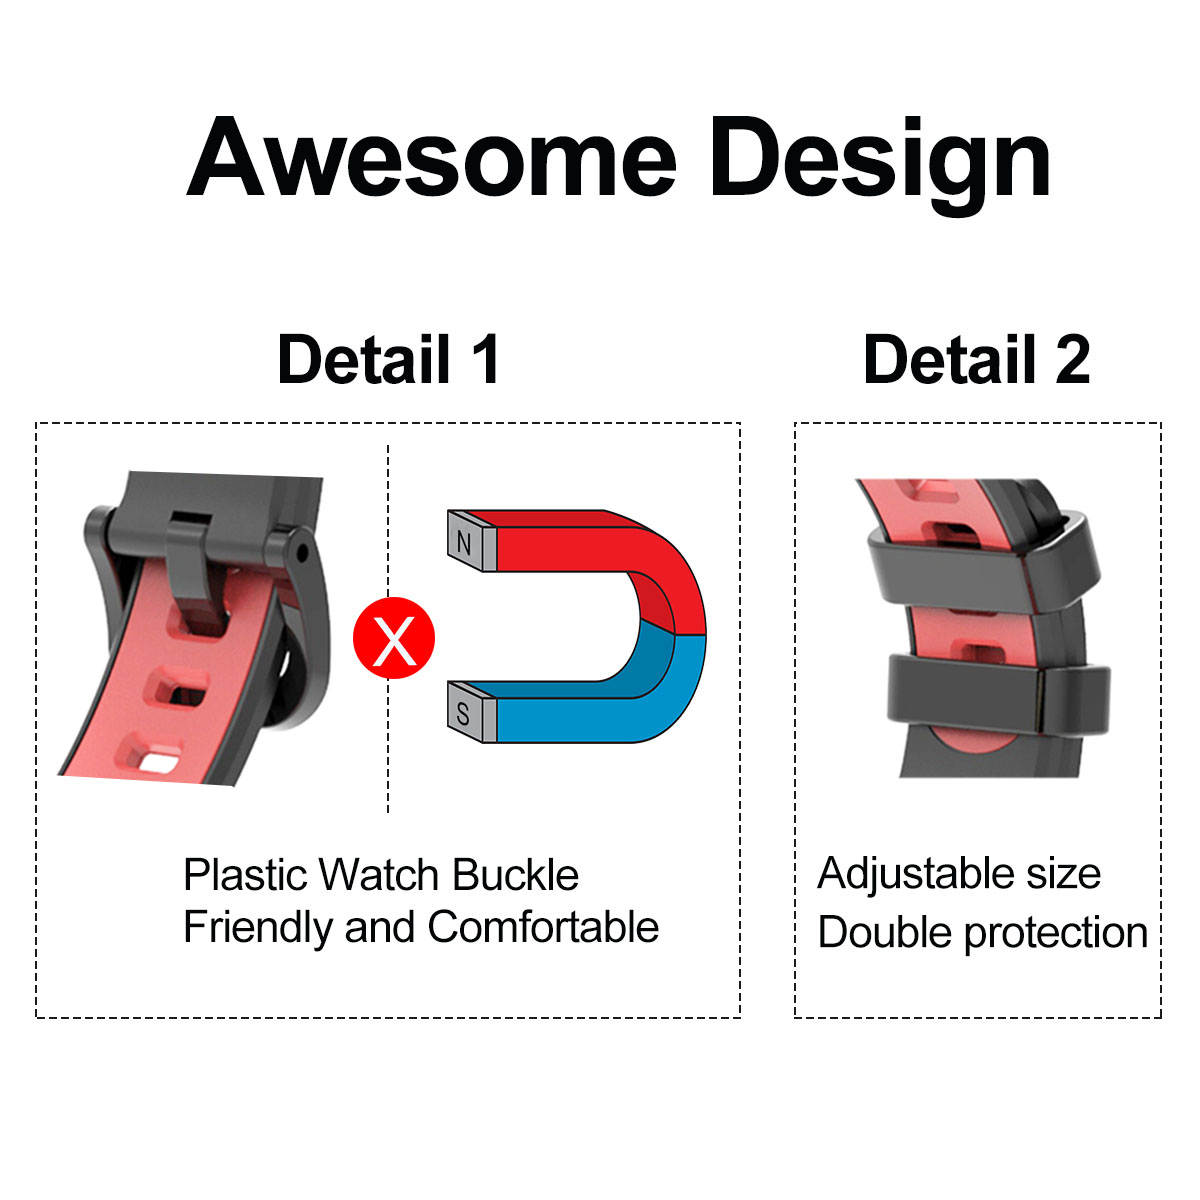 Awesome Design
Detail 1
Detail 2
N
X
S
Plastic Watch Buckle
Friendly and Comfortable
Adjustable size
Double protection